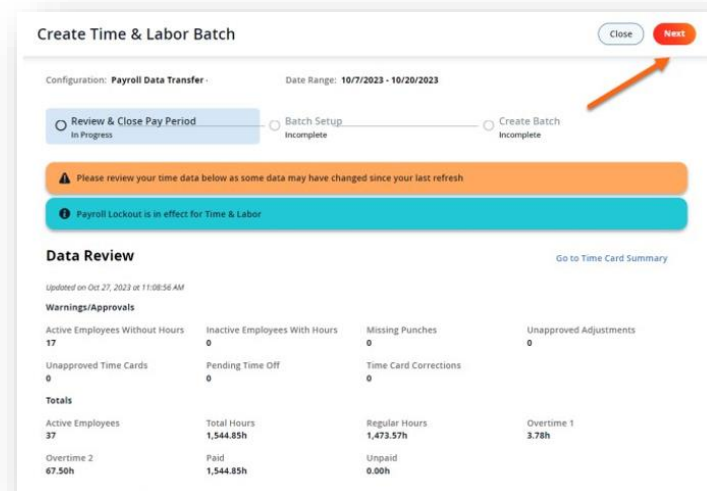 Create Time & Labor Batch
Close
Next
Configuration: Payroll Data Transfer -
Date Range: 10/7/2023 - 10/20/2023
Review & Close Pay Period
In Progress
Batch Setup
Incomplete
Create Batch
Incomplete
Please review your time data below as some data may have changed since your last refresh
Payroll Lockout is in effect for Time & Labor
Data Review
Go to Time Card Summary
Updated on Oct 27, 2023 at 11:08:56 AM
Warnings/Approvals
Active Employees Without Hours
17
Inactive Employees With Hours
0
Missing Punches
0
Unapproved Adjustments
0
Unapproved Time Cards
0
Pending Time Off
0
Time Card Corrections
0
Totals
Active Employees
37
Total Hours
1,544.85h
Regular Hours
1,473.57h
Overtime 1
3.78h
Overtime 2
67.50h
Paid
1,544.85h
Unpaid
0.00h